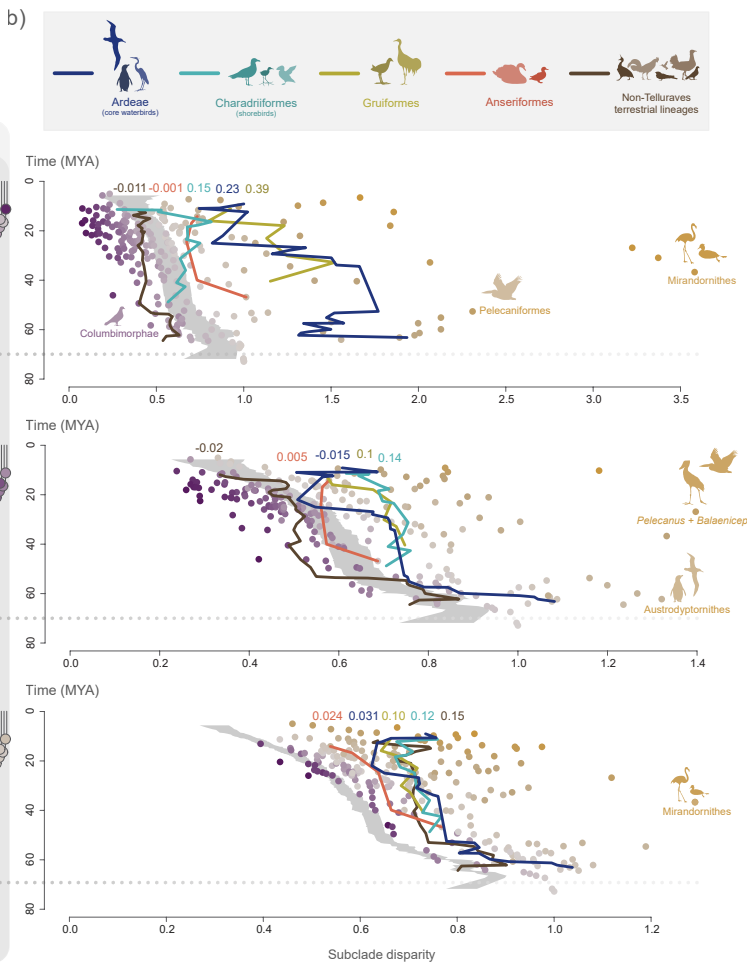 b)
Ardeae
(core waterbirds)
Charadriiformes
(shorebirds)
Gruiformes
Anseriformes
Non-Telluraves
terrestrial lineages
Time (MYA)
-0.011 -0.001 0.15 0.23 0.39
0
20
40
60
80
Mirandornithes
Pelecaniformes
Columbimorphae
0.0 0.5 1.0 1.5 2.0 2.5 3.0 3.5
Time (MYA)
-0.02 0.005 -0.015 0.1 0.14
0
20
40
60
80
Pelecanus + Balaenicep
Austrodyptornithes
0.0 0.2 0.4 0.6 0.8 1.0 1.2 1.4
Time (MYA)
0.024 0.031 0.10 0.12 0.15
0
20
40
60
80
Mirandornithes
0.0 0.2 0.4 0.6 0.8 1.0 1.2
Subclade disparity